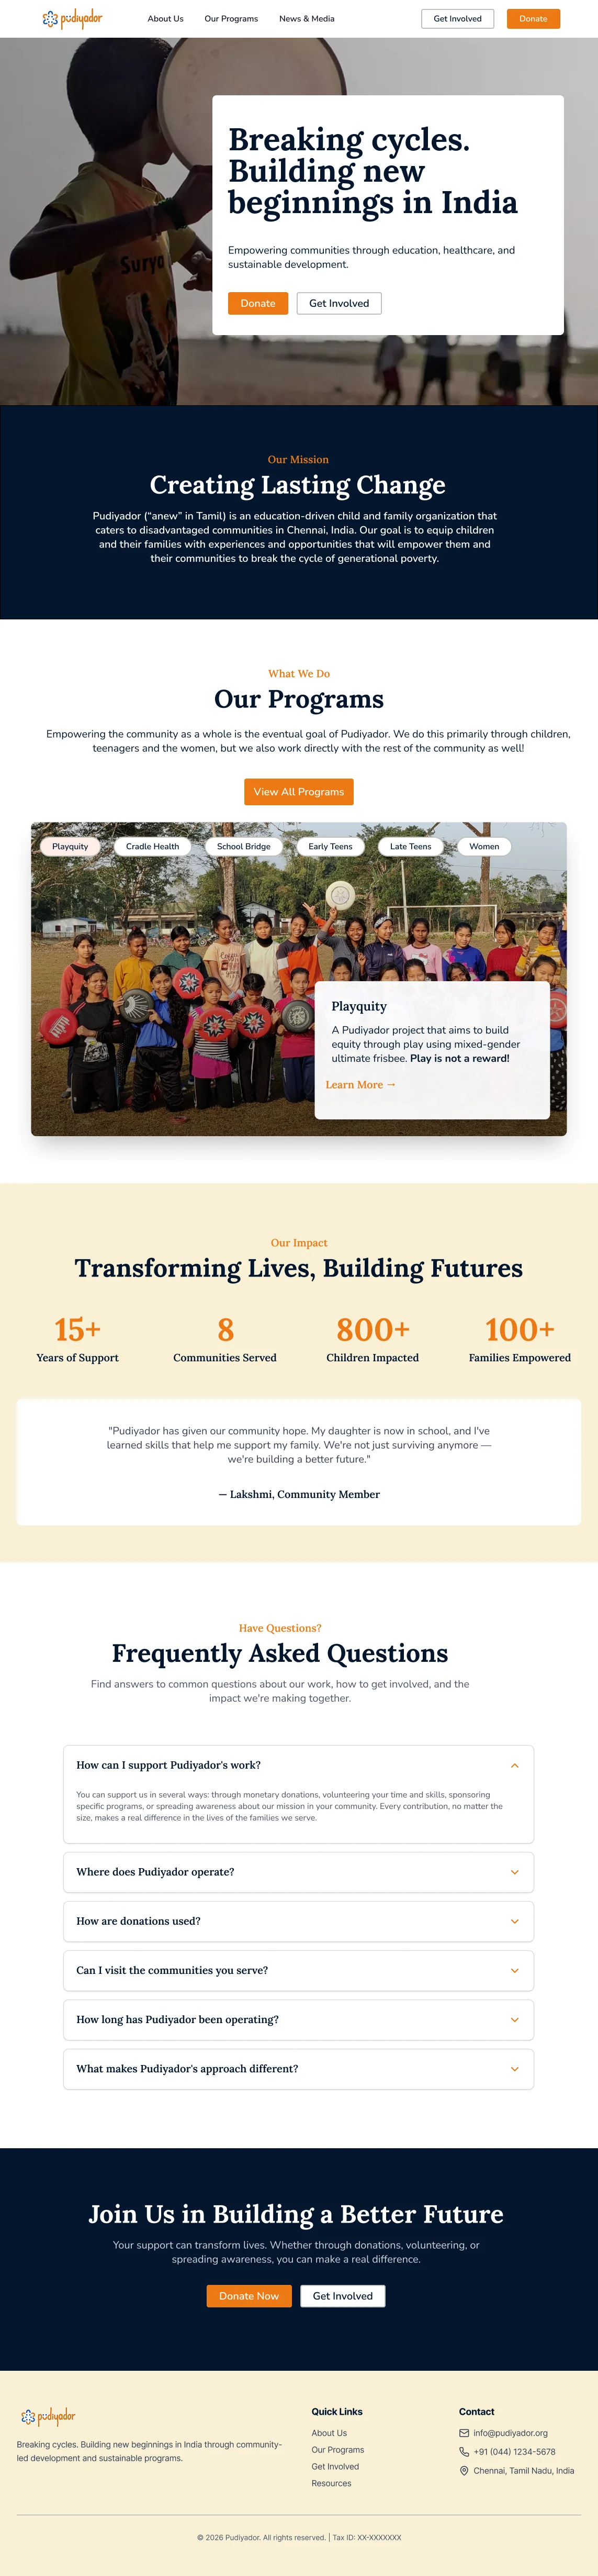 pudiyador
About Us
Our Programs
News & Media
Get Involved
Donate
Surya
Breaking cycles.
Building new
beginnings in India
Empowering communities through education, healthcare, and
sustainable development.
Donate
Get Involved
Our Mission
Creating Lasting Change
Pudiyador (“anew” in Tamil) is an education-driven child and family organization that
caters to disadvantaged communities in Chennai, India. Our goal is to equip children
and their families with experiences and opportunities that will empower them and
their communities to break the cycle of generational poverty.
What We Do
Our Programs
Empowering the community as a whole is the eventual goal of Pudiyador. We do this primarily through children,
teenagers and the women, but we also work directly with the rest of the community as well!
View All Programs
Playquity
Cradle Health
School Bridge
Early Teens
Late Teens
Women
Playquity
A Pudiyador project that aims to build
equity through play using mixed-gender
ultimate frisbee. Play is not a reward!
Learn More →
Our Impact
Transforming Lives, Building Futures
15+
Years of Support
8
Communities Served
800+
Children Impacted
100+
Families Empowered
"Pudiyador has given our community hope. My daughter is now in school, and I've
learned skills that help me support my family. We're not just surviving anymore —
we're building a better future."
— Lakshmi, Community Member
Have Questions?
Frequently Asked Questions
Find answers to common questions about our work, how to get involved, and the
impact we're making together.
How can I support Pudiyador's work?
You can support us in several ways: through monetary donations, volunteering your time and skills, sponsoring
specific programs, or spreading awareness about our mission in your community. Every contribution, no matter the
size, makes a real difference in the lives of the families we serve.
Where does Pudiyador operate?
How are donations used?
Can I visit the communities you serve?
How long has Pudiyador been operating?
What makes Pudiyador's approach different?
Join Us in Building a Better Future
Your support can transform lives. Whether through donations, volunteering, or
spreading awareness, you can make a real difference.
Donate Now
Get Involved
pudiyador
Breaking cycles. Building new beginnings in India through community-
led development and sustainable programs.
Quick Links
About Us
Our Programs
Get Involved
Resources
Contact
info@pudiyador.org
+91 (044) 1234-5678
Chennai, Tamil Nadu, India
© 2026 Pudiyador. All rights reserved. | Tax ID: XX-XXXXXXX